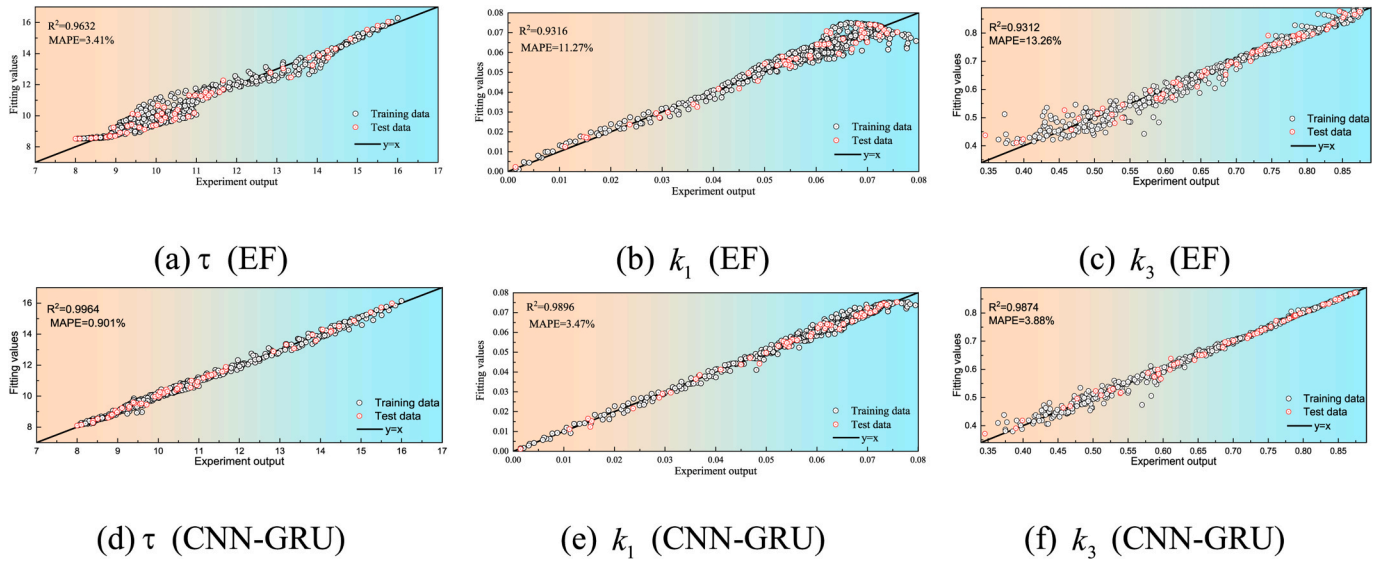 R²=0.9632
MAPE=3.41%
Fitting values
16
14
12
10
8
Training data
Test data
y=x
7 8 9 10 11 12 13 14 15 16 17
Experiment output
(a) τ (EF)
R²=0.9316
MAPE=11.27%
Fitting values
0.08
0.07
0.06
0.05
0.04
0.03
0.02
0.01
0.00
Training data
Test data
y=x
0.00 0.01 0.02 0.03 0.04 0.05 0.06 0.07 0.08
Experiment output
(b) k₁ (EF)
R²=0.9312
MAPE=13.26%
Fitting values
0.8
0.7
0.6
0.5
0.4
Training data
Test data
y=x
0.35 0.40 0.45 0.50 0.55 0.60 0.65 0.70 0.75 0.80 0.85
Experiment output
(c) k₃ (EF)
R²=0.9964
MAPE=0.901%
Fitting values
16
14
12
10
8
Training data
Test data
y=x
7 8 9 10 11 12 13 14 15 16 17
Experiment output
(d) τ (CNN-GRU)
R²=0.9896
MAPE=3.47%
Fitting values
0.08
0.07
0.06
0.05
0.04
0.03
0.02
0.01
0.00
Training data
Test data
y=x
0.00 0.01 0.02 0.03 0.04 0.05 0.06 0.07 0.08
Experiment output
(e) k₁ (CNN-GRU)
R²=0.9874
MAPE=3.88%
Fitting values
0.8
0.7
0.6
0.5
0.4
Training data
Test data
y=x
0.35 0.40 0.45 0.50 0.55 0.60 0.65 0.70 0.75 0.80 0.85
Experiment output
(f) k₃ (CNN-GRU)